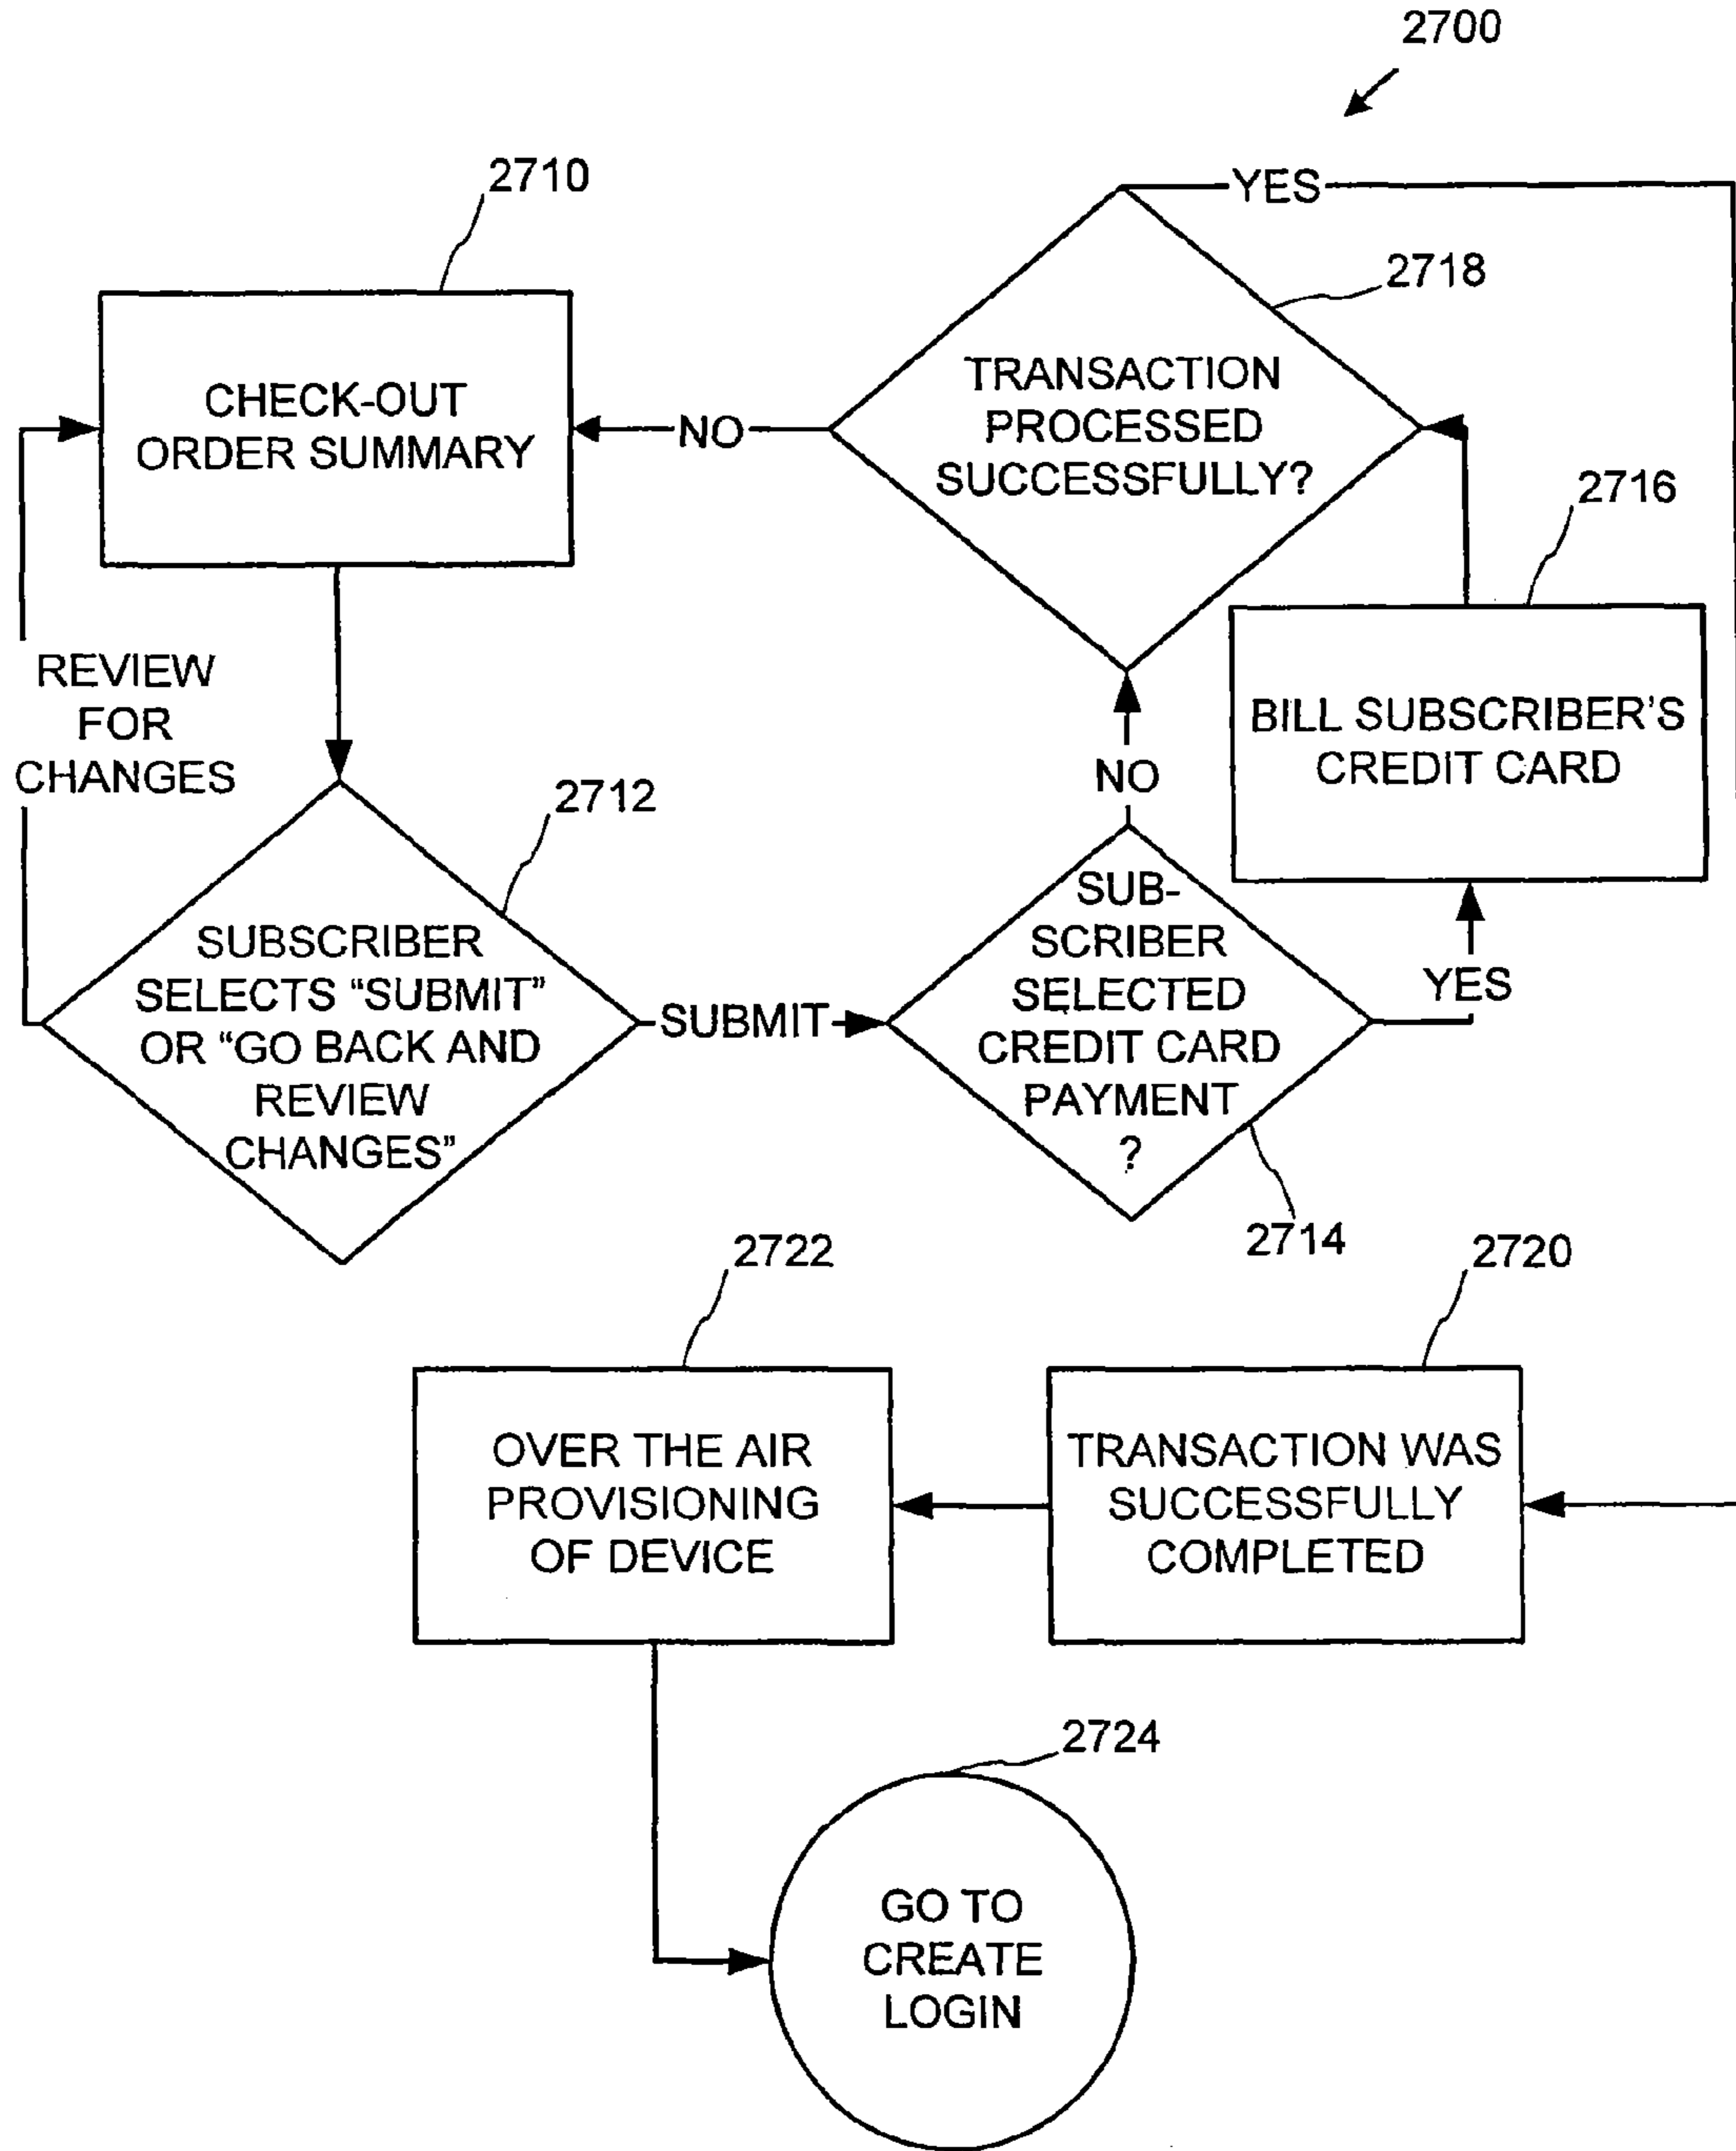 2700
2710
YES
2718
CHECK-OUT
ORDER SUMMARY
NO
TRANSACTION
PROCESSED
SUCCESSFULLY?
2716
REVIEW
FOR
CHANGES
NO
BILL SUBSCRIBER'S
CREDIT CARD
2712
SUBSCRIBER
SELECTS “SUBMIT”
OR “GO BACK AND
REVIEW
CHANGES”
SUBMIT
SUB-
SCRIBER
SELECTED
CREDIT CARD
PAYMENT
?
YES
2714
2722
2720
OVER THE AIR
PROVISIONING
OF DEVICE
TRANSACTION WAS
SUCCESSFULLY
COMPLETED
2724
GO TO
CREATE
LOGIN